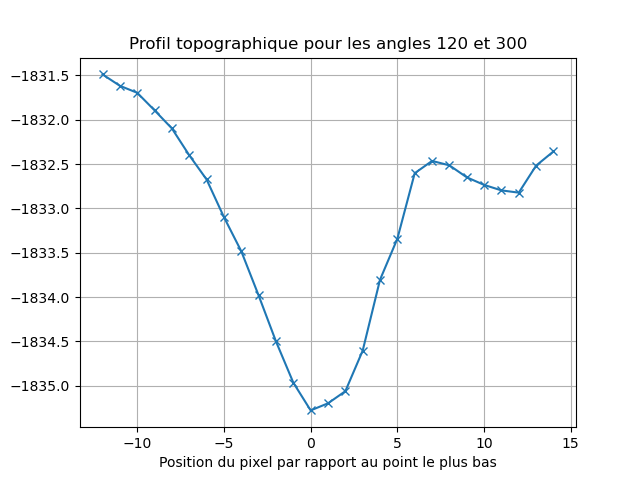 Profil topographique pour les angles 120 et 300
−1831.5
−1832.0
−1832.5
−1833.0
−1833.5
−1834.0
−1834.5
−1835.0
−10 −5 0 5 10 15
Position du pixel par rapport au point le plus bas